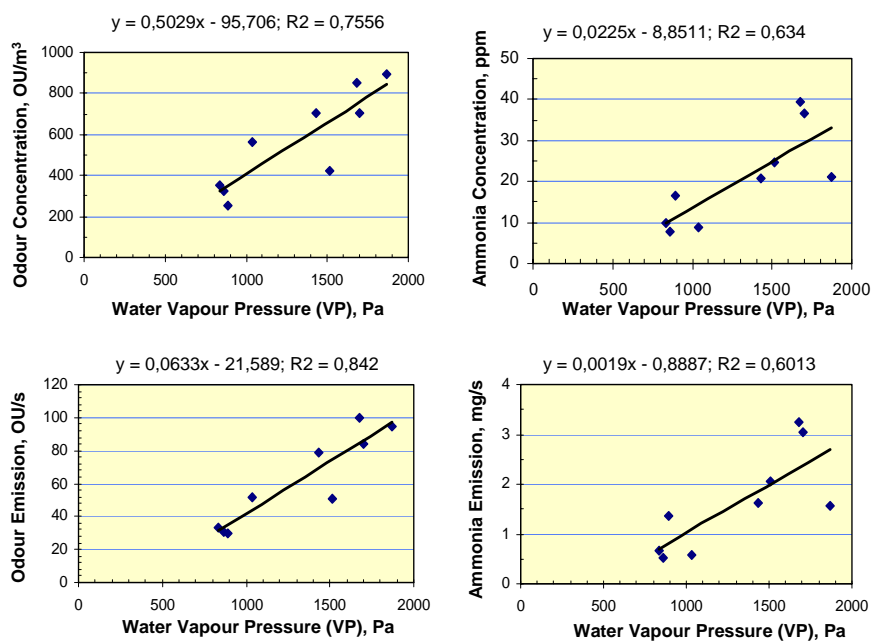 y = 0,5029x - 95,706; R2 = 0,7556
Odour Concentration, OU/m³
1000
800
600
400
200
0
0 500 1000 1500 2000
Water Vapour Pressure (VP), Pa
y = 0,0225x - 8,8511; R2 = 0,634
Ammonia Concentration, ppm
50
40
30
20
10
0
0 500 1000 1500 2000
Water Vapour Pressure (VP), Pa
y = 0,0633x - 21,589; R2 = 0,842
Odour Emission, OU/s
120
100
80
60
40
20
0
0 500 1000 1500 2000
Water Vapour Pressure (VP), Pa
y = 0,0019x - 0,8887; R2 = 0,6013
Ammonia Emission, mg/s
4
3
2
1
0
0 500 1000 1500 2000
Water Vapour Pressure (VP), Pa